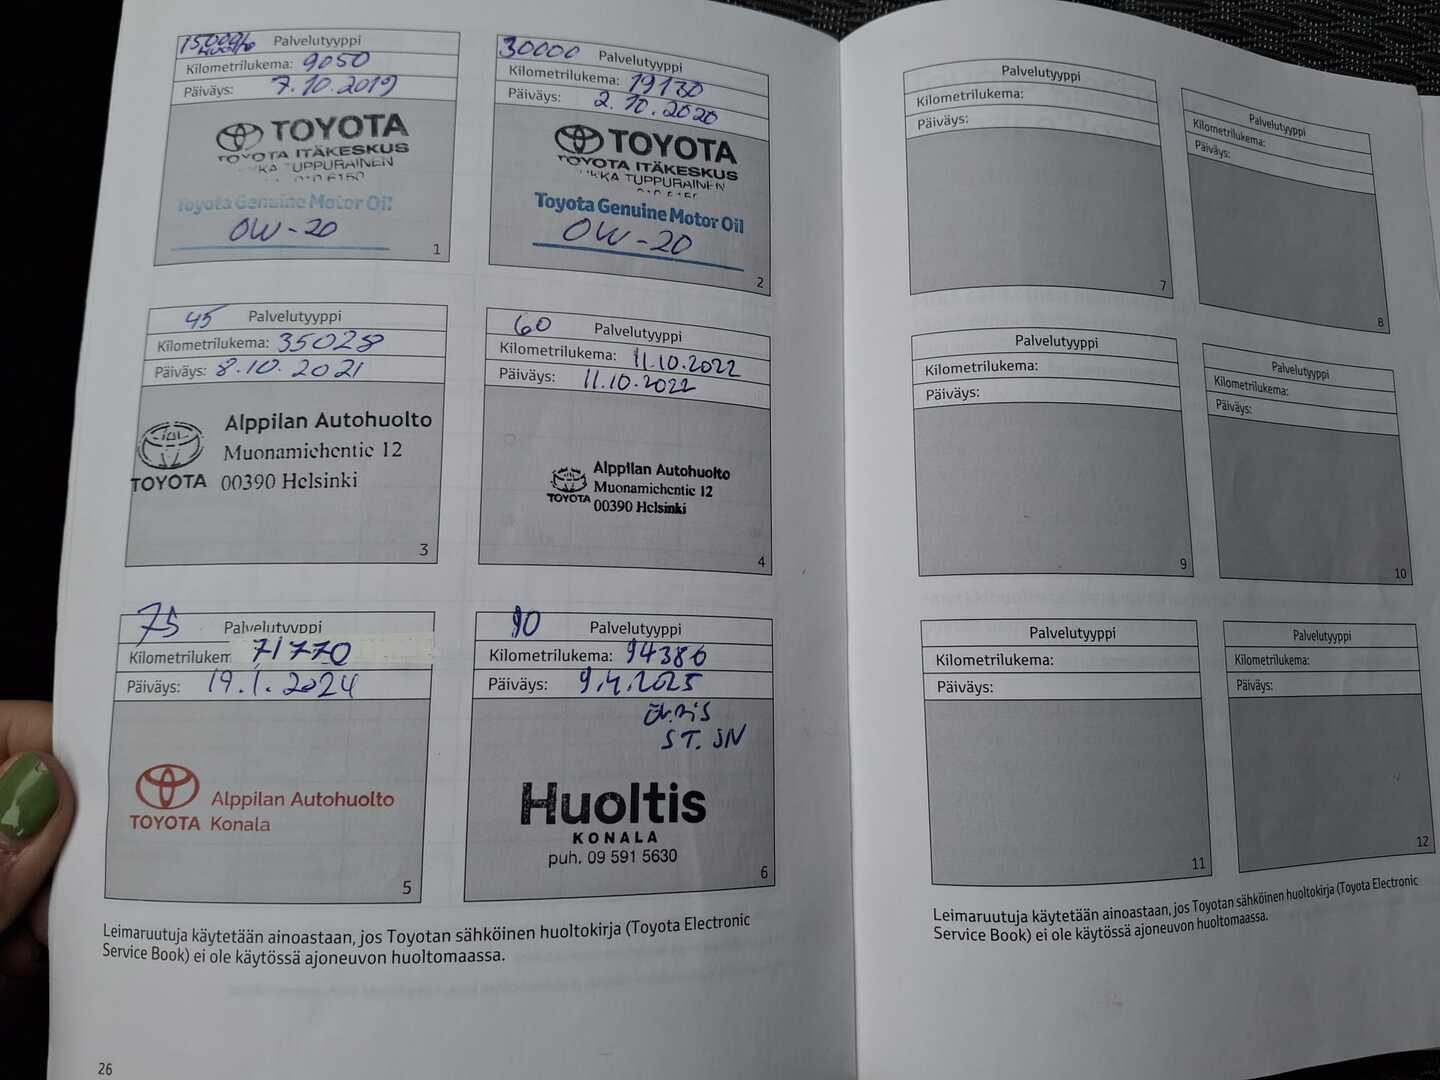 15000h Palvelutyyppi
huolto
Kilometrilukema: 9050
Päiväys: 7.10.2019
TOYOTA
TOYOTA ITÄKESKUS
KA TUPPURAINEN
Toyota Genuine Motor Oil
0W-20
1
30000 Palvelutyyppi
Kilometrilukema: 19130
Päiväys: 2.10.2020
TOYOTA
TOYOTA ITÄKESKUS
KKA TUPPURAINEN
Toyota Genuine Motor Oil
0W-20
2
45 Palvelutyyppi
Kilometrilukema: 35028
Päiväys: 8.10.2021
Alppilan Autohuolto
Muonamiehentie 12
TOYOTA 00390 Helsinki
3
60 Palvelutyyppi
Kilometrilukema: 11.10.2022
Päiväys: 11.10.2022
Alppilan Autohuolto
Muonamiehentie 12
TOYOTA 00390 Helsinki
4
75 Palvelutyyppi
Kilometrilukem 71770
Päiväys: 19.1.2024
Alppilan Autohuolto
TOYOTA Konala
5
90 Palvelutyyppi
Kilometrilukema: 94386
Päiväys: 9.4.2025
ST. JN
Huoltis
KONALA
puh. 09 591 5630
6
Leimaruutuja käytetään ainoastaan, jos Toyotan sähköinen huoltokirja (Toyota Electronic
Service Book) ei ole käytössä ajoneuvon huoltomaassa.
26
Palvelutyyppi
Kilometrilukema:
Päiväys:
7
Palvelutyyppi
Kilometrilukema:
Päiväys:
8
Palvelutyyppi
Kilometrilukema:
Päiväys:
9
Palvelutyyppi
Kilometrilukema:
Päiväys:
10
Palvelutyyppi
Kilometrilukema:
Päiväys:
11
Palvelutyyppi
Kilometrilukema:
Päiväys:
12
Leimaruutuja käytetään ainoastaan, jos Toyotan sähköinen huoltokirja (Toyota Electronic
Service Book) ei ole käytössä ajoneuvon huoltomaassa.